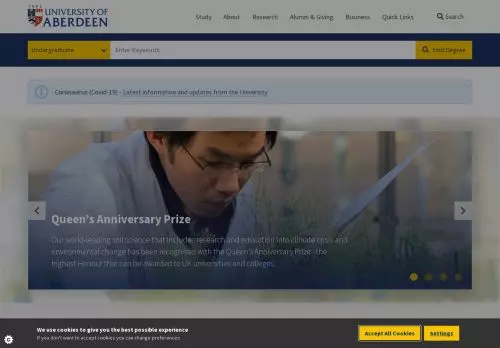 UNIVERSITY OF
ABERDEEN
Study About Research Alumni & Giving Business Quick Links Search
Undergraduate Enter Keywords Find Degree
Coronavirus (Covid-19) - Latest information and updates from the University
Queen's Anniversary Prize
Our world-leading soil science that includes research and education into climate crisis and
environmental change has been recognised with the Queen's Anniversary Prize - the
highest Honour that can be awarded to UK universities and colleges.
We use cookies to give you the best possible experience
If you don't want to accept cookies you can change preferences
Accept All Cookies Settings